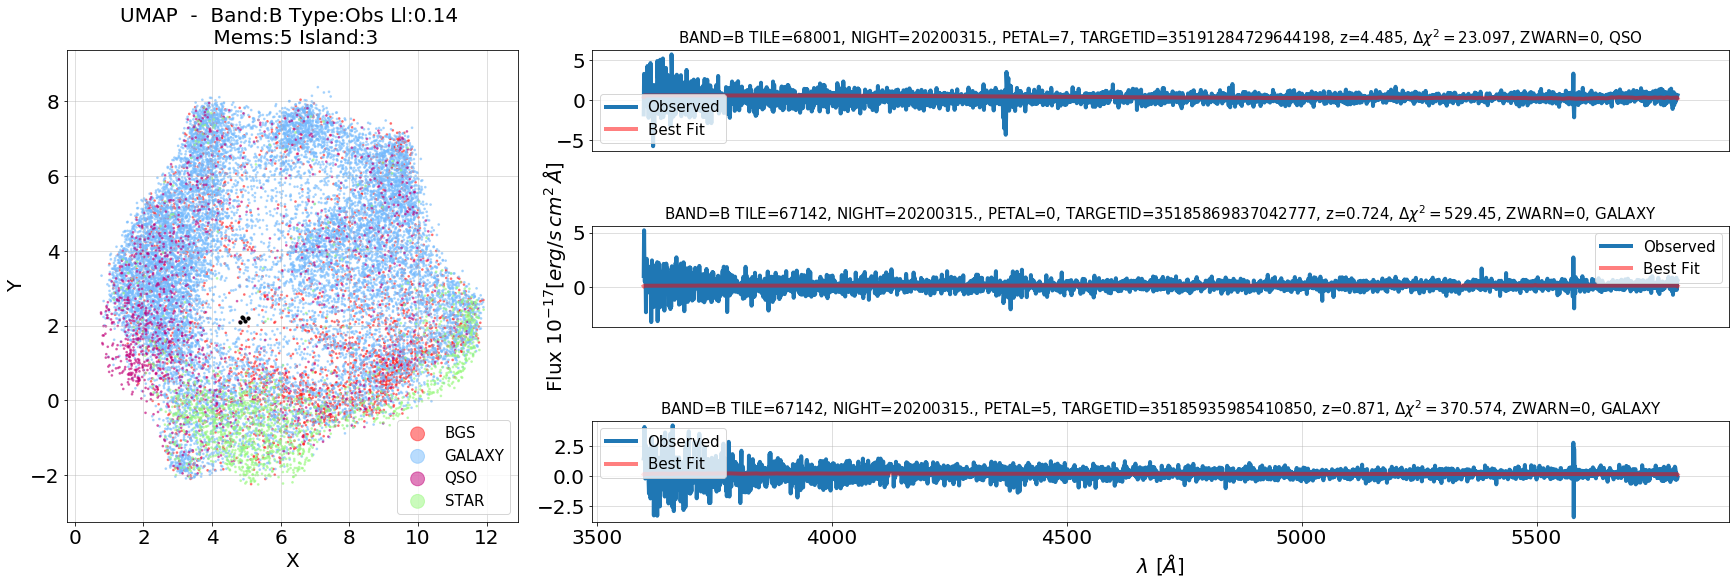 UMAP  -  Band:B Type:Obs Ll:0.14
Mems:5 Island:3
Y
8
6
4
2
0
−2
0 2 4 6 8 10 12
X
BGS
GALAXY
QSO
STAR
Flux 10^{-17}[erg/s cm^2 Å]
BAND=B TILE=68001, NIGHT=20200315., PETAL=7, TARGETID=35191284729644198, z=4.485, Δχ² = 23.097, ZWARN=0, QSO
5
0
−5
Observed
Best Fit
BAND=B TILE=67142, NIGHT=20200315., PETAL=0, TARGETID=35185869837042777, z=0.724, Δχ² = 529.45, ZWARN=0, GALAXY
5
0
Observed
Best Fit
BAND=B TILE=67142, NIGHT=20200315., PETAL=5, TARGETID=35185935985410850, z=0.871, Δχ² = 370.574, ZWARN=0, GALAXY
2.5
0.0
−2.5
Observed
Best Fit
3500 4000 4500 5000 5500
λ [Å]